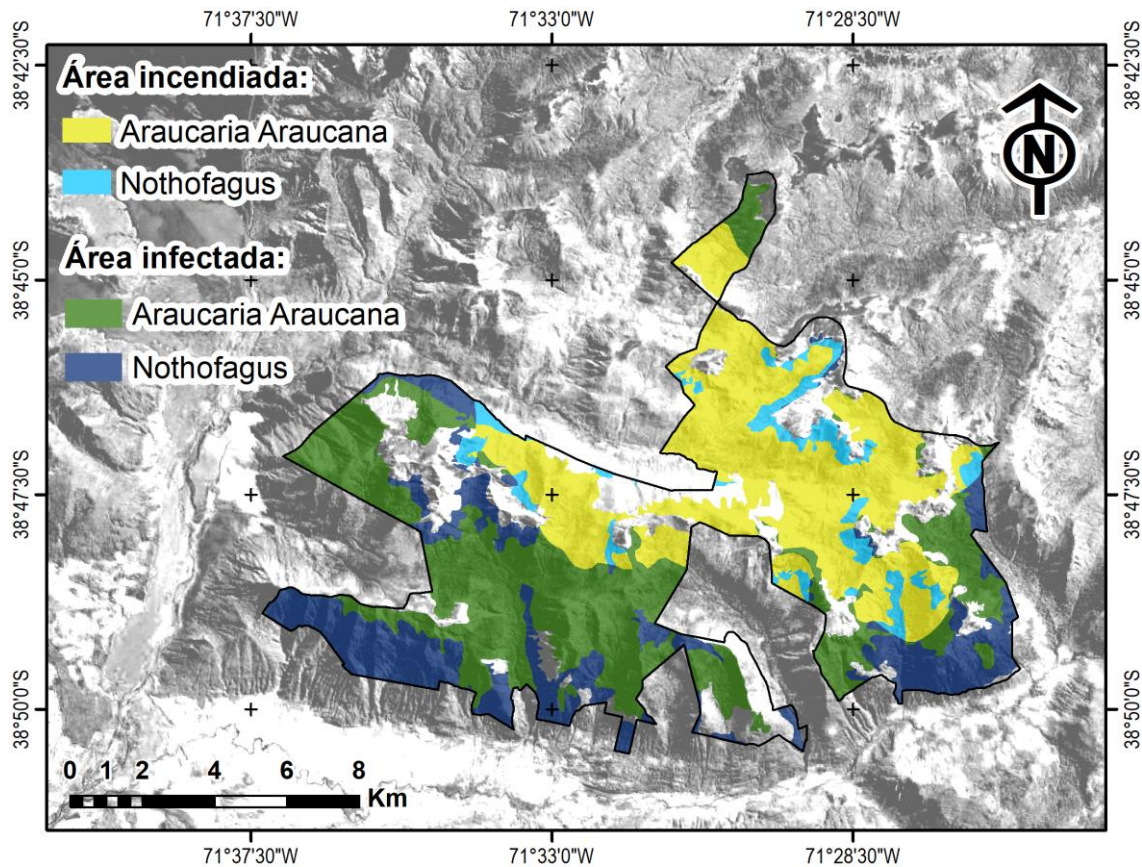 71°37'30"S 71°33'0"S 71°28'30"S
38°42'30"S 38°42'30"S
Área incendiada:
Araucaria Araucana
Nothofagus
N
Área infectada:
38°45'0"S 38°45'0"S
Araucaria Araucana
Nothofagus
38°47'30"S 38°47'30"S
38°50'0"S 38°50'0"S
0 1 2 4 6 8
Km
71°37'30"S 71°33'0"S 71°28'30"S